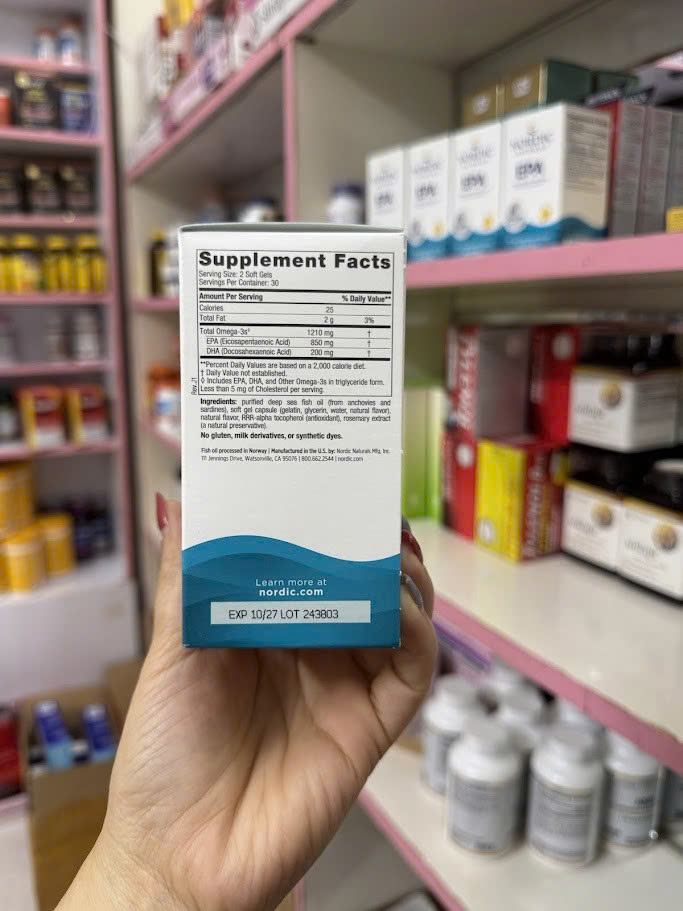 Supplement Facts
Serving Size: 2 Soft Gels
Servings Per Container: 30
Amount Per Serving % Daily Value**
Calories 25
Total Fat 2 g 3%
Total Omega-3s◊ 1210 mg †
EPA (Eicosapentaenoic Acid) 850 mg †
DHA (Docosahexaenoic Acid) 200 mg †
**Percent Daily Values are based on a 2,000 calorie diet.
† Daily Value not established.
◊ Includes EPA, DHA, and Other Omega-3s in triglyceride form.
Less than 5 mg of Cholesterol per serving.
Rev J1
Ingredients: purified deep sea fish oil (from anchovies and
sardines), soft gel capsule (gelatin, glycerin, water, natural flavor),
natural flavor, RRR-alpha tocopherol (antioxidant), rosemary extract
(a natural preservative).
No gluten, milk derivatives, or synthetic dyes.
Fish oil processed in Norway | Manufactured in the U.S. by: Nordic Naturals Mfg, Inc.
111 Jennings Drive, Watsonville, CA 95076 | 800.662.2544 | nordic.com
Learn more at
nordic.com
EXP 10/27 LOT 243803
NORDIC
EPA
EPA
EPA
EPA